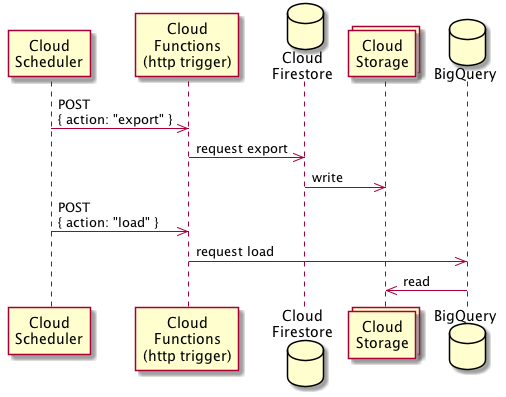 Cloud
Scheduler
Cloud
Functions
(http trigger)
Cloud
Firestore
Cloud
Storage
BigQuery
POST
{ action: "export" }
request export
write
POST
{ action: "load" }
request load
read
Cloud
Scheduler
Cloud
Functions
(http trigger)
Cloud
Firestore
Cloud
Storage
BigQuery